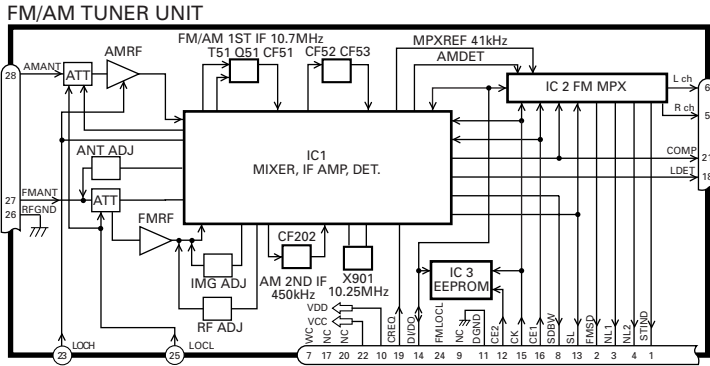 FM/AM TUNER UNIT
FM/AM 1ST IF 10.7MHz
T51 Q51 CF51
CF52 CF53
MPXREF 41kHz
AMDET
AMRF
28
AMANT
ATT
IC 2 FM MPX
L ch
6
R ch
5
IC1
MIXER, IF AMP, DET.
ANT ADJ
COMP
21
LDET
18
27
FMANT
26
RFGND
ATT
FMRF
CF202
IMG ADJ
AM 2ND IF
450kHz
X901
10.25MHz
IC 3
EEPROM
RF ADJ
VDD
VCC
LOCH
LOCL
WC
NC
NC
CREQ
DI/DO
FMLOCL
NC
DGND
CE2
CK
CE1
SDBW
SL
FMSD
NL1
NL2
STIND
23
25
7 17 20 22 10 19 14 24 9 11 12 15 16 8 13 2 3 4 1